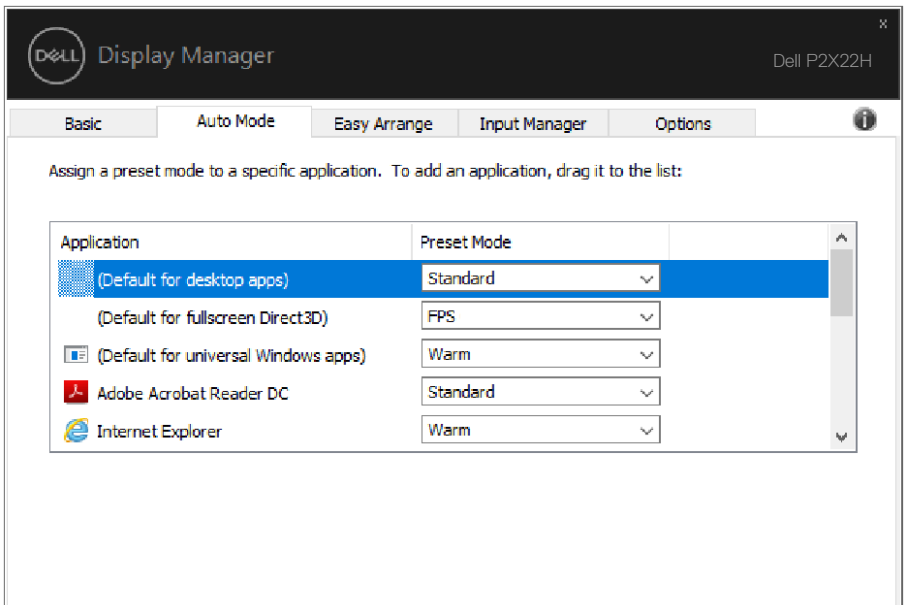 x
DELL Display Manager
Dell P2X22H
Basic Auto Mode Easy Arrange Input Manager Options
Assign a preset mode to a specific application. To add an application, drag it to the list:
Application Preset Mode
(Default for desktop apps) Standard
(Default for fullscreen Direct3D) FPS
(Default for universal Windows apps) Warm
Adobe Acrobat Reader DC Standard
Internet Explorer Warm